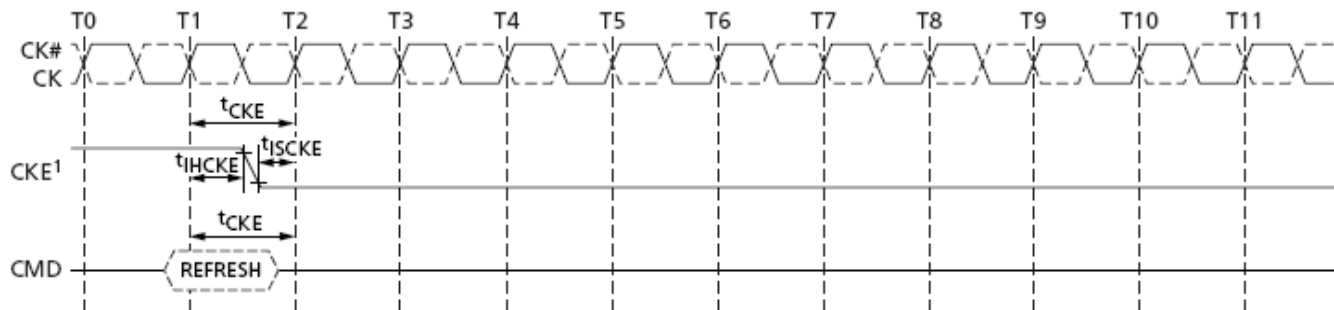 T0 T1 T2 T3 T4 T5 T6 T7 T8 T9 T10 T11
CK#
CK
tCKE
tISCKE
CKE1
tIHCKE
tCKE
CMD
REFRESH